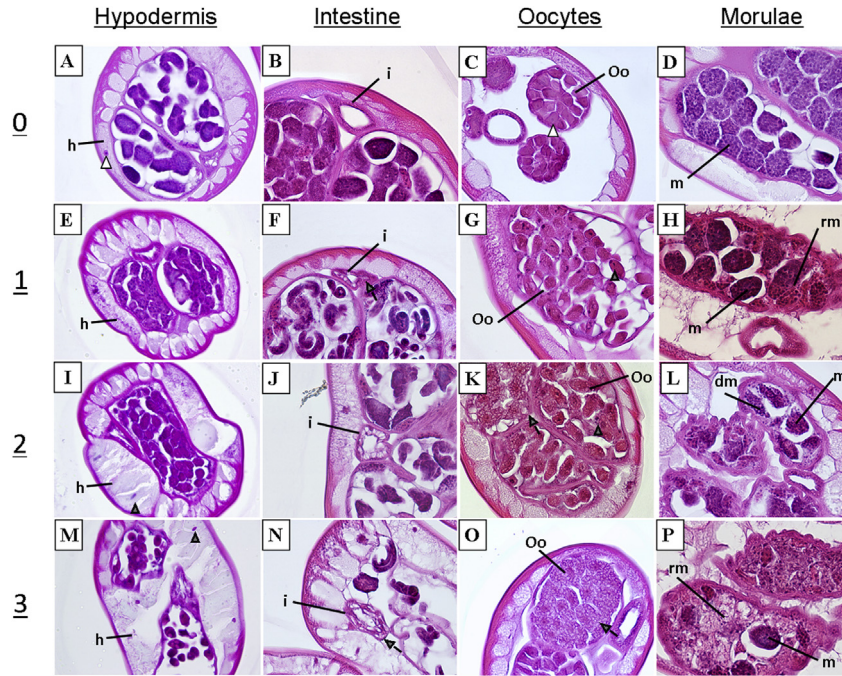 Hypodermis Intestine Oocytes Morulae
0
A h
B i
C Oo
D m
1
E h
F i
G Oo
H rm m
2
I h
J i
K Oo
L dm m
3
M h
N i
O Oo
P rm m